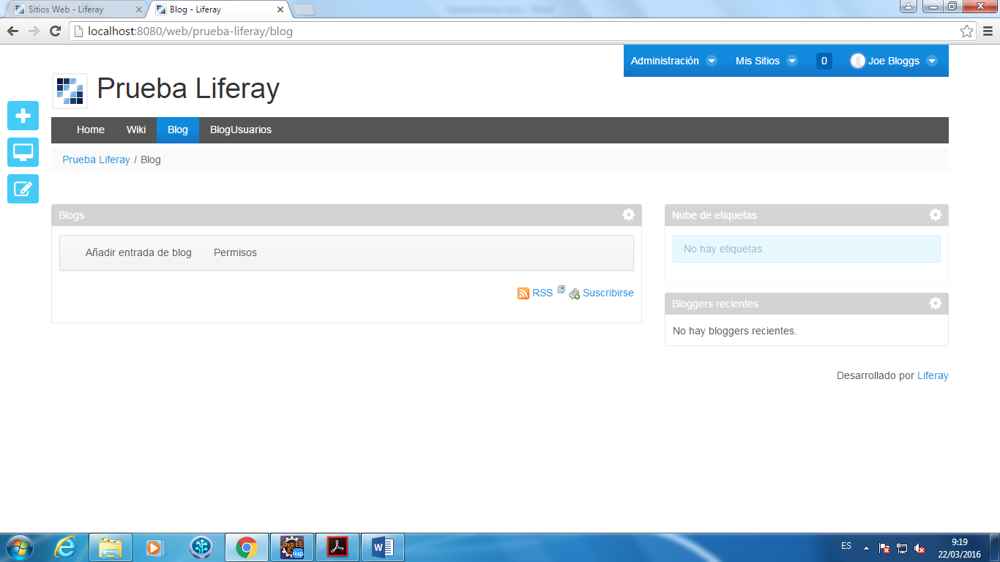 Sitios Web - Liferay
Blog - Liferay
localhost:8080/web/prueba-liferay/blog
Administración
Mis Sitios
0
Joe Bloggs
Prueba Liferay
Home
Wiki
Blog
BlogUsuarios
Prueba Liferay / Blog
Blogs
Añadir entrada de blog
Permisos
RSS
Suscribirse
Nube de etiquetas
No hay etiquetas.
Bloggers recientes
No hay bloggers recientes.
Desarrollado por Liferay
Java EE
ES
9:19
22/03/2016